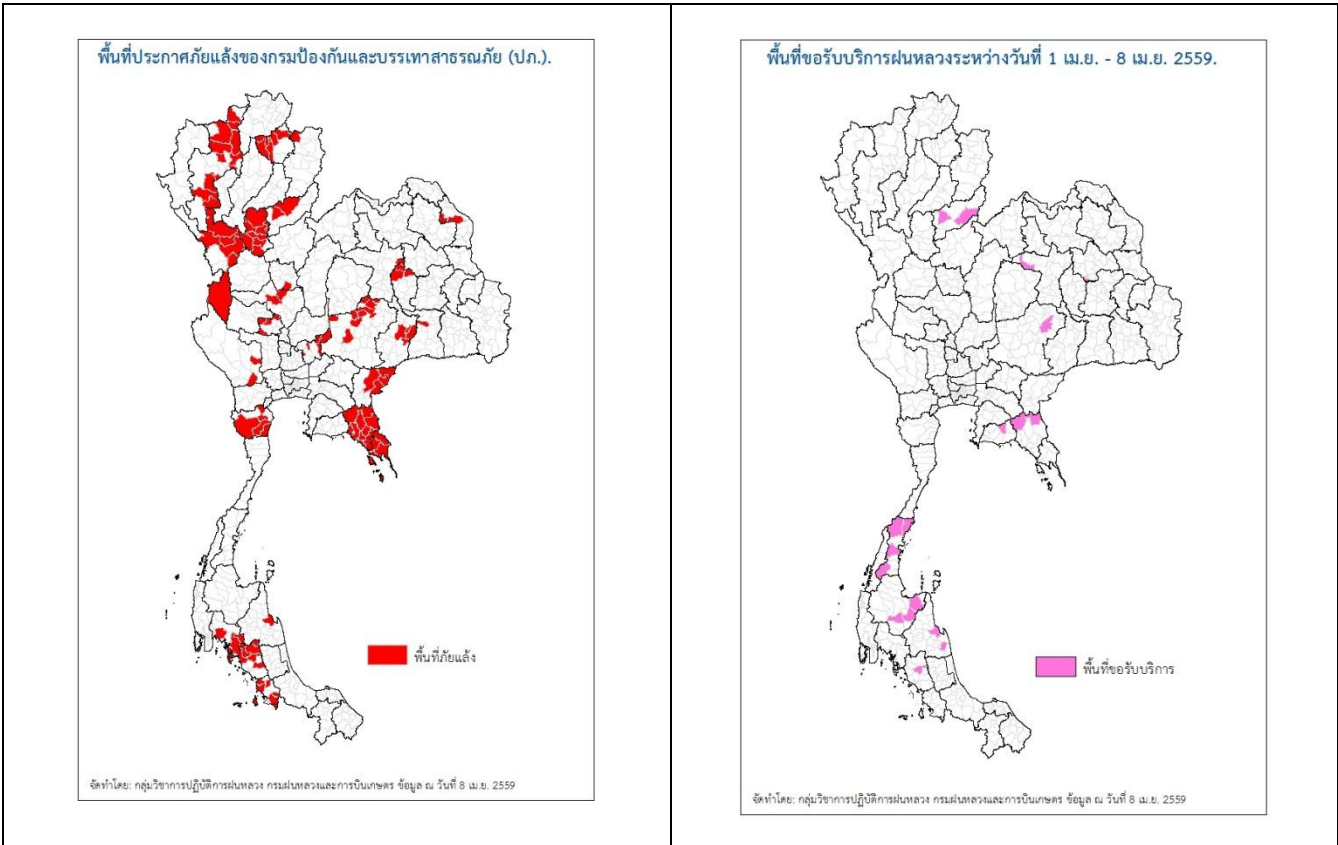 พื้นที่ประกาศภัยแล้งของกรมป้องกันและบรรเทาสาธารณภัย (ปภ.).
พื้นที่ภัยแล้ง
จัดทำโดย: กลุ่มวิชาการปฏิบัติการฝนหลวง กรมฝนหลวงและการบินเกษตร ข้อมูล ณ วันที่ 8 เม.ย. 2559
พื้นที่ขอรับบริการฝนหลวงระหว่างวันที่ 1 เม.ย. - 8 เม.ย. 2559.
พื้นที่ขอรับบริการ
จัดทำโดย: กลุ่มวิชาการปฏิบัติการฝนหลวง กรมฝนหลวงและการบินเกษตร ข้อมูล ณ วันที่ 8 เม.ย. 2559